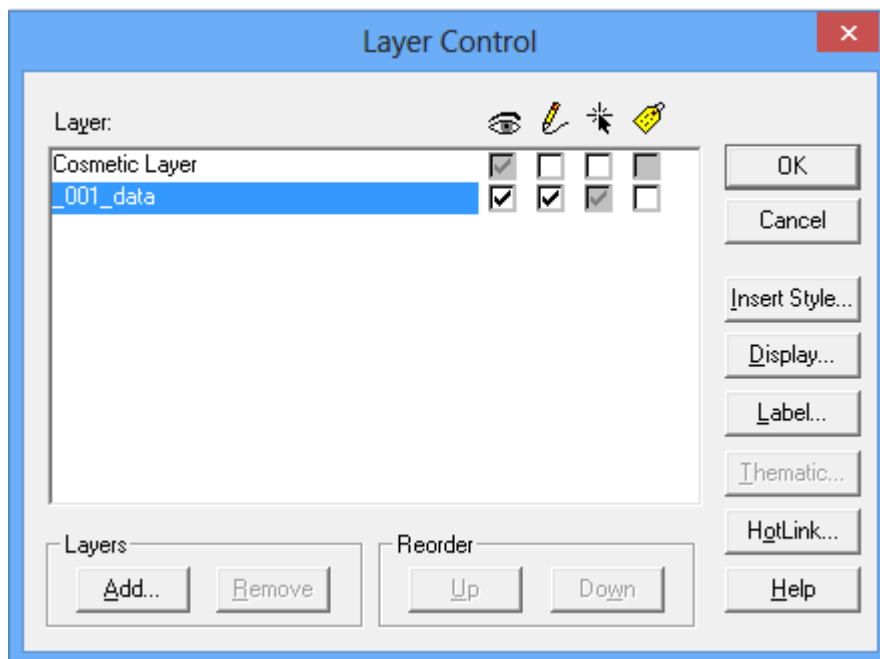 Layer Control
Layer:
Cosmetic Layer
_001_data
OK
Cancel
Insert Style...
Display...
Label...
Thematic...
HotLink...
Layers
Reorder
Add...
Remove
Up
Down
Help